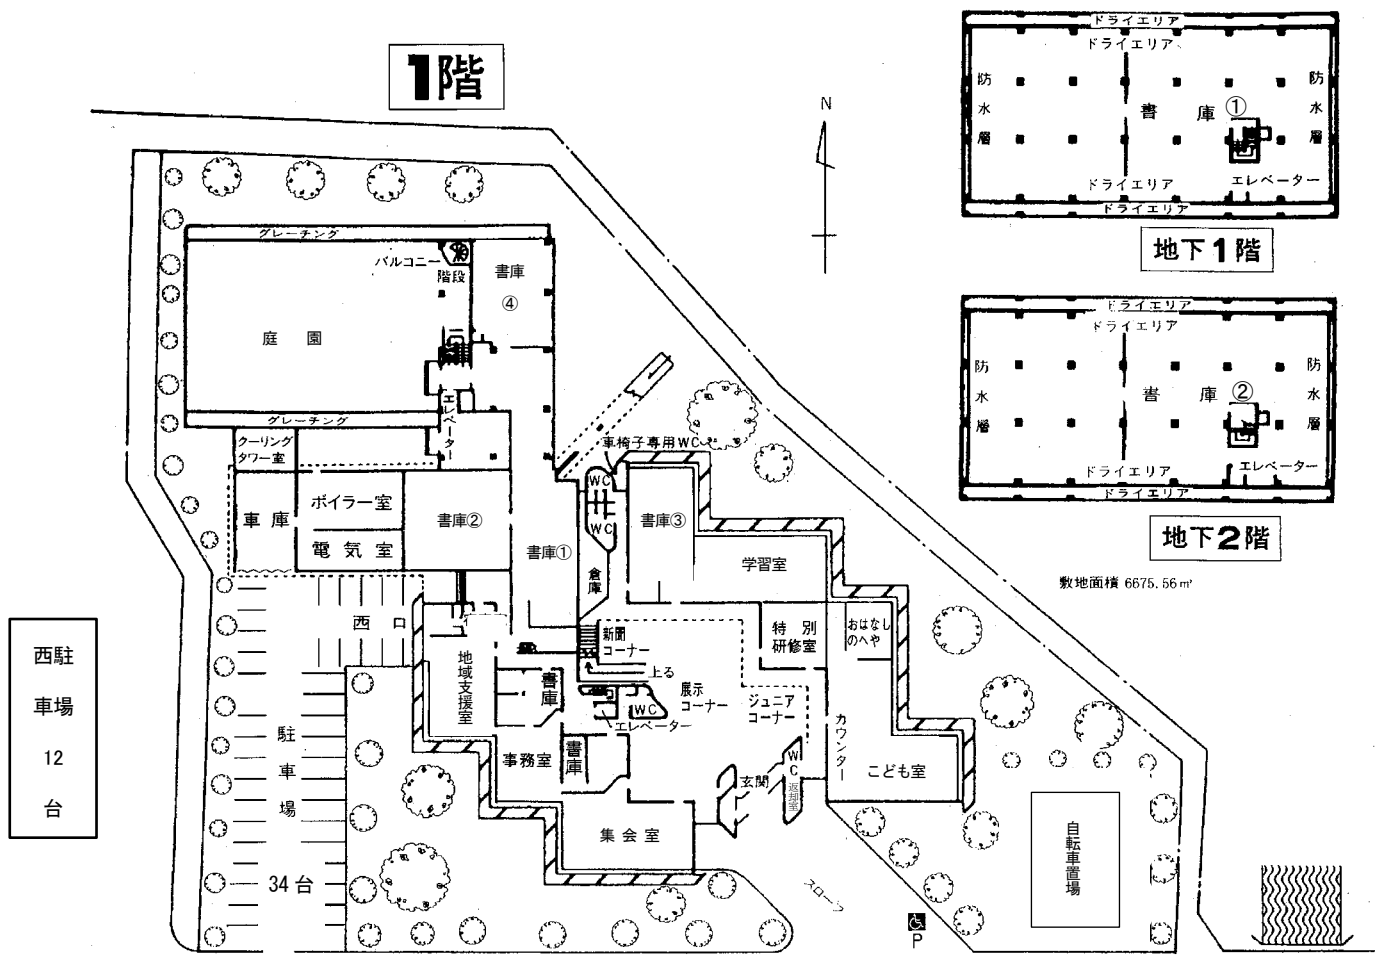 1階
N
グレーチング
バルコニー
階段
書庫
④
庭園
グレーチング
エレベーター
クーリング
タワー室
車庫
ボイラー室
電気室
書庫②
書庫①
車椅子専用WC
WC
WC
倉庫
書庫③
学習室
特別
研修室
おはなし
のへや
西口
新聞
コーナー
上る
地域支援室
書庫
展示
コーナー
ジュニア
コーナー
WC
エレベーター
カウンター
事務室
書庫
こども室
玄関
WC
返却室
集会室
駐車場
34台
西駐
車場
12
台
スロープ
P
自転車置場
ドライエリア
ドライエリア
防水層
書庫①
防水層
エレベーター
ドライエリア
ドライエリア
地下1階
ドライエリア
ドライエリア
防水層
書庫②
防水層
エレベーター
ドライエリア
ドライエリア
地下2階
敷地面積 6675.56㎡